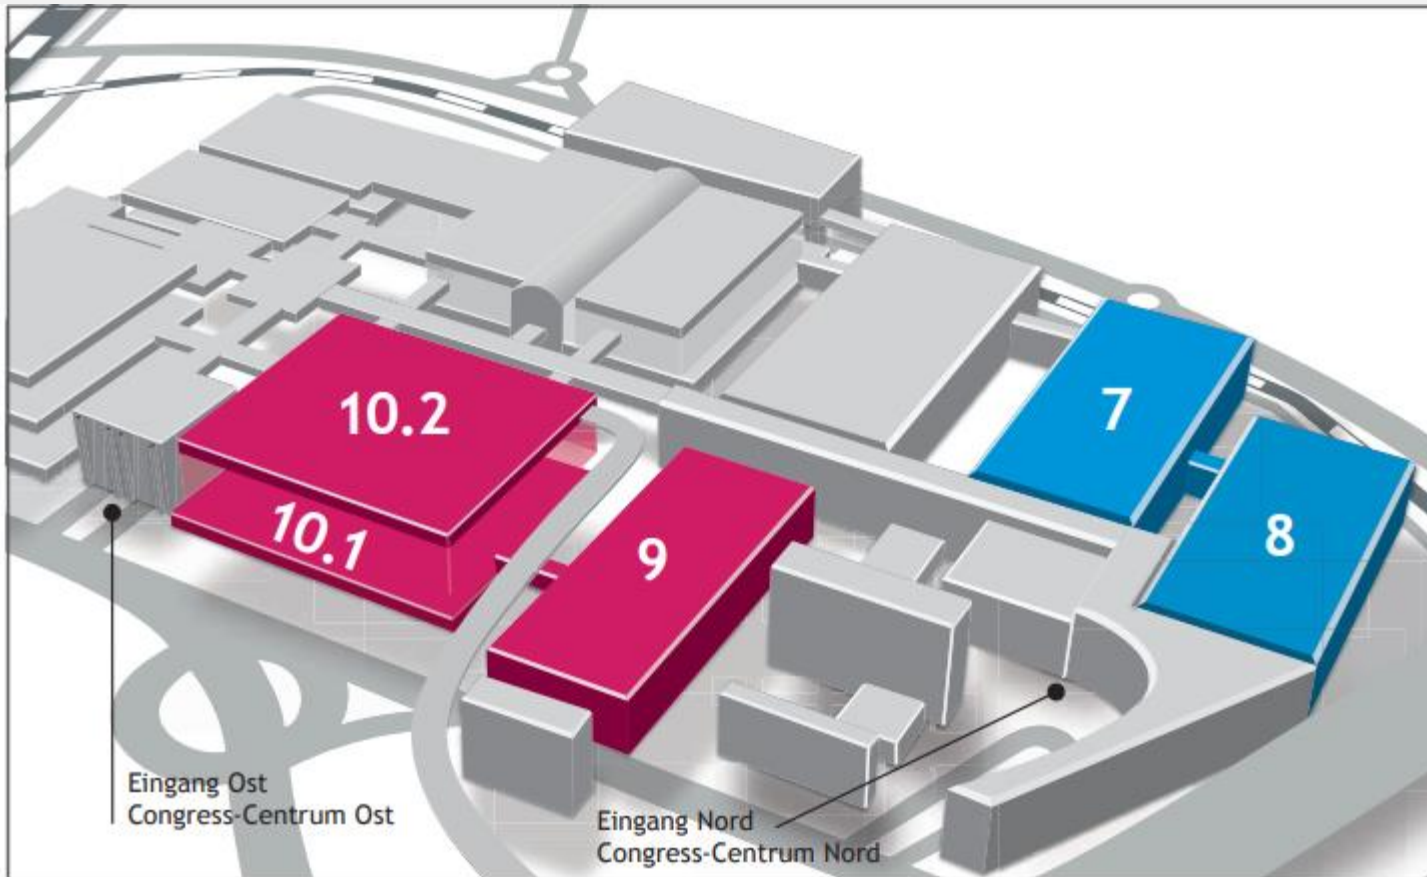 10.2
10.1
9
7
8
Eingang Ost
Congress-Centrum Ost
Eingang Nord
Congress-Centrum Nord